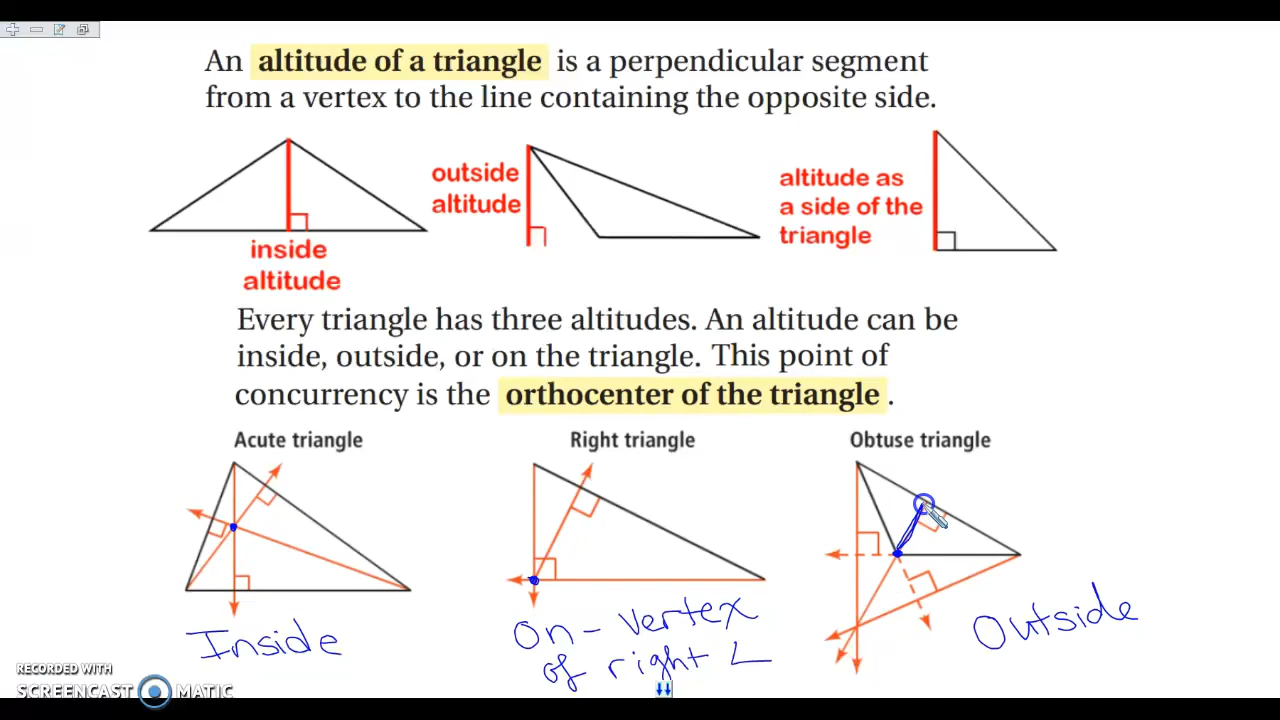 An altitude of a triangle is a perpendicular segment
from a vertex to the line containing the opposite side.
outside
altitude
altitude as
a side of the
triangle
inside
altitude
Every triangle has three altitudes. An altitude can be
inside, outside, or on the triangle. This point of
concurrency is the orthocenter of the triangle.
Acute triangle
Right triangle
Obtuse triangle
Inside
On - vertex
of right ∠
Outside
RECORDED WITH
SCREENCAST MATIC